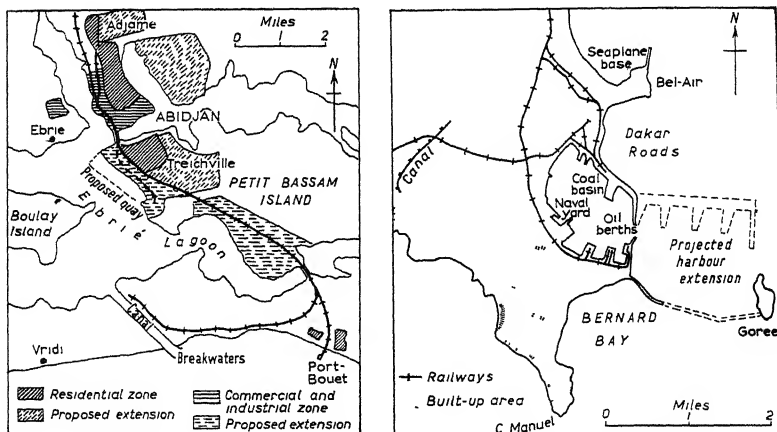 Adjame
Miles
0 1 2
N
ABIDJAN
Ebrie
Treichville
Proposed quay
PETIT BASSAM
ISLAND
Boulay
Island
Ebrié
Lagoon
Canal
Vridi
Breakwaters
Port-
Bouet
Residential zone
Proposed extension
Commercial and
industrial zone
Proposed extension
N
Seaplane
base
Bel-Air
Dakar
Roads
Canal
Coal
basin
Naval
yard
Oil
berths
Projected
harbour
extension
Goree
BERNARD
BAY
Railways
Built-up area
C Manuel
Miles
0 1 2